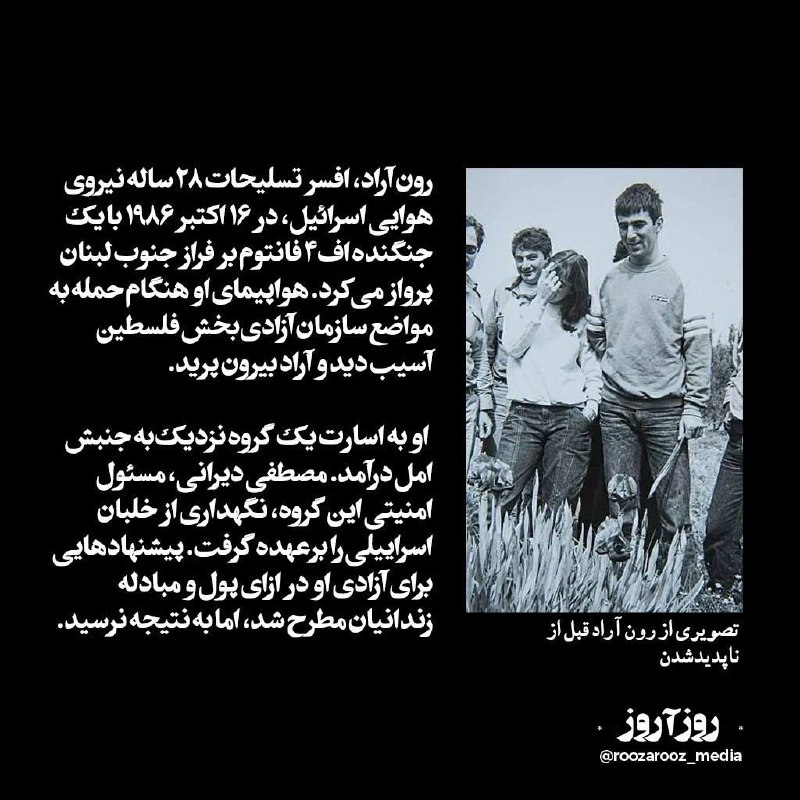 رون‌آراد، افسر تسلیحات ۲۸ ساله نیروی
هوایی اسرائیل، در ۱۶ اکتبر ۱۹۸۶ با یک
جنگنده اف۴ فانتوم بر فراز جنوب لبنان
پرواز می‌کرد. هواپیمای او هنگام حمله به
مواضع سازمان آزادی‌بخش فلسطین
آسیب دید و آراد بیرون پرید.
او به اسارت یک گروه نزدیک به جنبش
امل درآمد. مصطفی دیرانی، مسئول
امنیتی این گروه، نگهداری از خلبان
اسراییلی را برعهده گرفت. پیشنهادهایی
برای آزادی او در ازای پول و مبادله
زندانیان مطرح شد، اما به نتیجه نرسید.
تصویری از رون آراد قبل از
ناپدیدشدن
روزآروز
@roozarooz_media